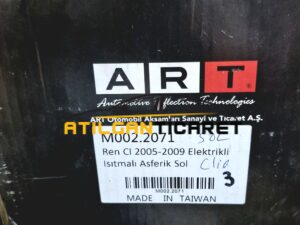 ART
Automotive Reflection Technologies
ART Otomobil Aksamları Sanayi ve Ticaret A.Ş.
ATILGAN TİCARET
M002.2071 SOL
Ren Cl 2005-2009 Elektrikli
Isıtmalı Asferik Sol Clio
3
M002.2071
MADE IN TAIWAN